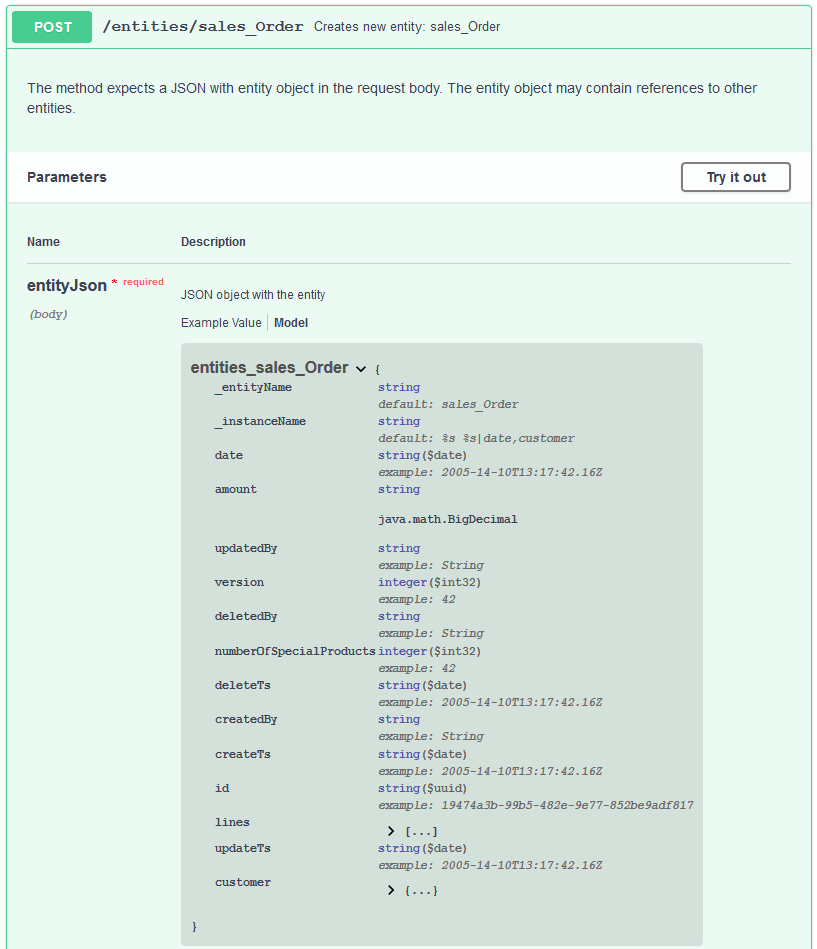 POST /entities/sales_Order Creates new entity: sales_Order
The method expects a JSON with entity object in the request body. The entity object may contain references to other
entities.
Parameters Try it out
Name Description
entityJson * required
(body)
JSON object with the entity
Example Value Model
entities_sales_Order {
_entityName string
default: sales_Order
_instanceName string
default: %s %s|date,customer
date string($date)
example: 2005-14-10T13:17:42.16Z
amount string
java.math.BigDecimal
updatedBy string
example: String
version integer($int32)
example: 42
deletedBy string
example: String
numberOfSpecialProducts integer($int32)
example: 42
deleteTs string($date)
example: 2005-14-10T13:17:42.16Z
createdBy string
example: String
createTs string($date)
example: 2005-14-10T13:17:42.16Z
id string($uuid)
example: 19474a3b-99b5-482e-9e77-852be9adf817
lines [...]
updateTs string($date)
example: 2005-14-10T13:17:42.16Z
customer {...}
}